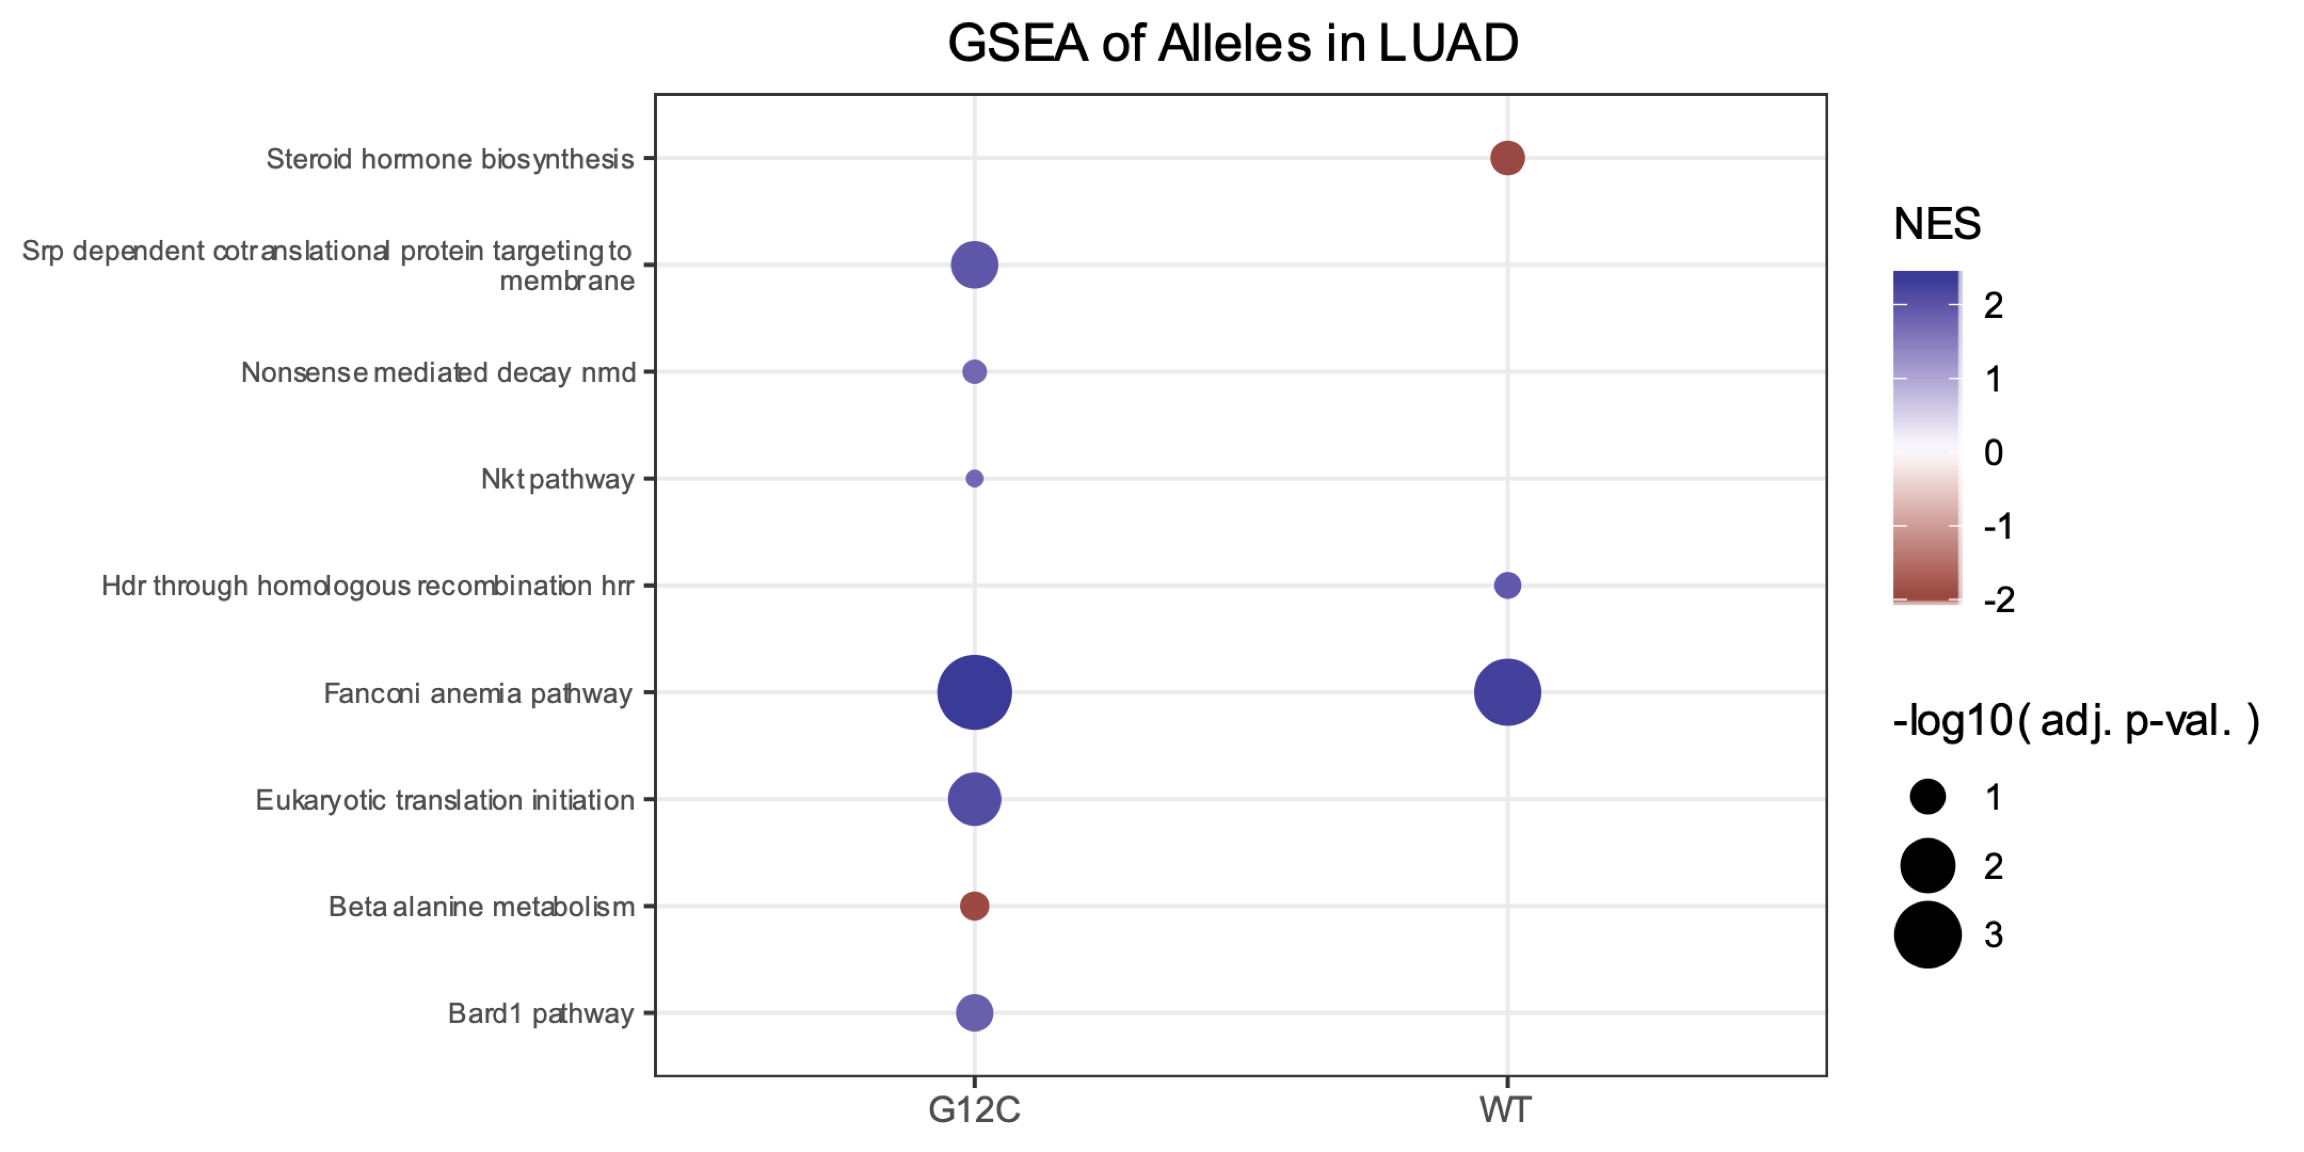 GSEA of Alleles in LUAD
Steroid hormone biosynthesis
Srp dependent cotranslational protein targeting to
membrane
Nonsense mediated decay nmd
Nkt pathway
Hdr through homologous recombination hrr
Fanconi anemia pathway
Eukaryotic translation initiation
Beta alanine metabolism
Bard1 pathway
G12C
WT
NES
2
1
0
-1
-2
-log10( adj. p-val. )
1
2
3